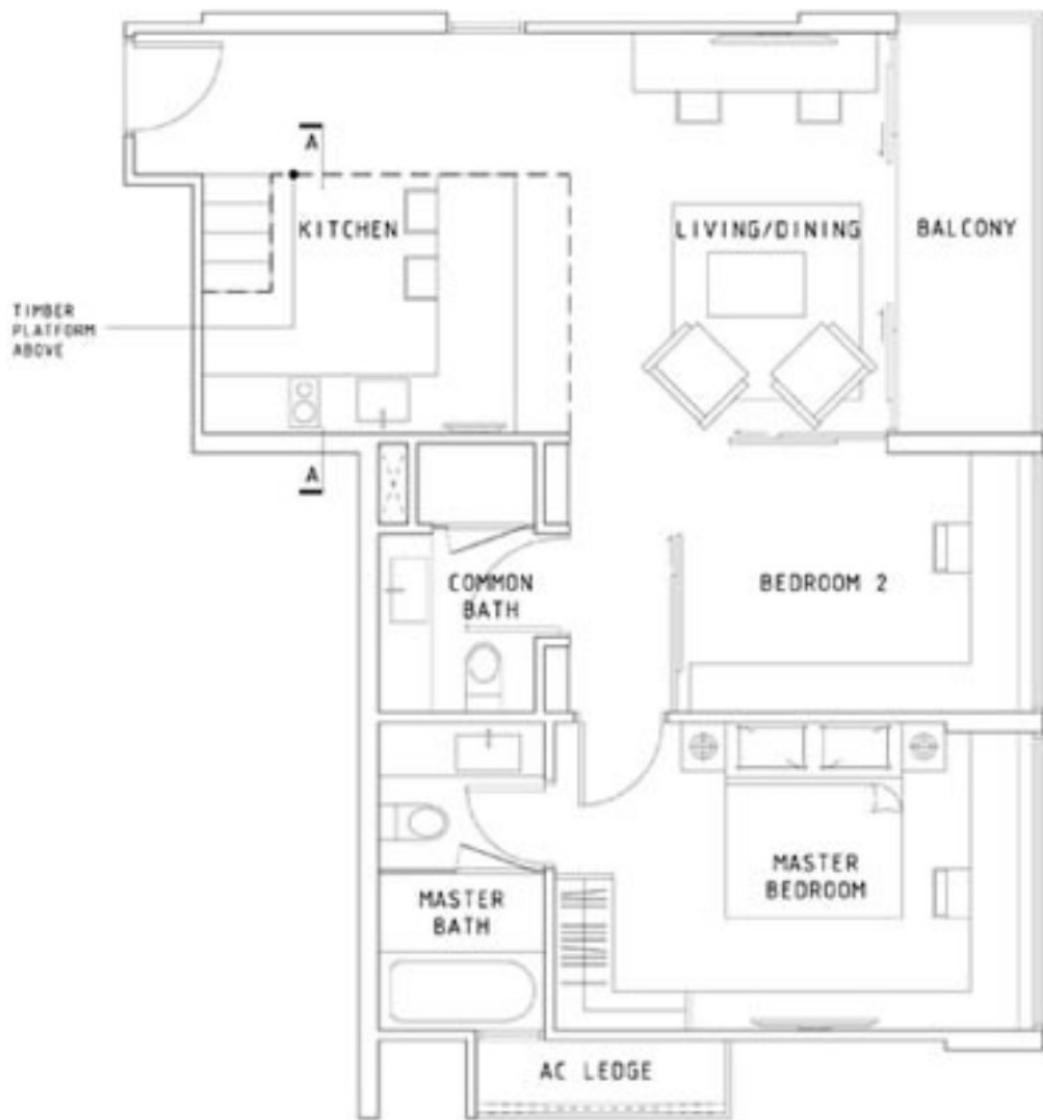 A
KITCHEN
LIVING/DINING
BALCONY
TIMBER
PLATFORM
ABOVE
A
COMMON
BATH
BEDROOM 2
MASTER
BEDROOM
MASTER
BATH
AC LEDGE